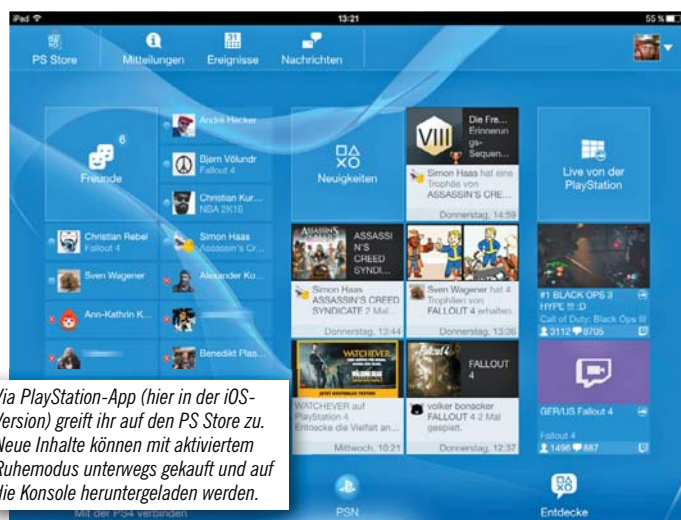 iPad
13:21
55 %
PS Store
31
Mitteilungen
Ereignisse
Nachrichten
6
Freunde
André Hecker
Bjørn Völundr
Fallout 4
Christian Kur...
NBA 2K16
Christian Rebel
Fallout 4
Simon Haas
Assassin's Cr...
Sven Wagener
Alexander Ko...
Ann-Kathrin K...
Benedikt Plas...
Neuigkeiten
VIII
Die Fre...
Erinnerun
gs-
Sequen...
Simon Haas hat eine
Trophäe von
ASSASSIN'S CRE...
Donnerstag, 14:59
ASSASSIN'S
CREED
ASSASSI
N'S
CREED
SYNDI...
Simon Haas
ASSASSIN'S CREED
SYNDICATE 2 Mal...
Donnerstag, 13:44
Sven Wagener hat 4
Trophäen von
FALLOUT 4 erhalten.
Donnerstag, 13:36
WATCHEVER
JETZT KOSTENLOS TESTEN!
WATCHEVER auf
PlayStation 4
Entdecke die Vielfalt an...
Mittwoch, 10:21
FALLOUT
4
volker bonacker
FALLOUT 4 2 Mal
gespielt.
Donnerstag, 12:37
Live von der
PlayStation
#1 BLACK OPS 3
HYPE !!! :D
Call of Duty: Black Ops III
3112 8705
GER/US Fallout 4
Fallout 4
1496 887
Via PlayStation-App (hier in der iOS-
Version) greift ihr auf den PS Store zu.
Neue Inhalte können mit aktiviertem
Ruhemodus unterwegs gekauft und auf
die Konsole heruntergeladen werden.
Mit der PS4 verbinden
PSN
Entdecke